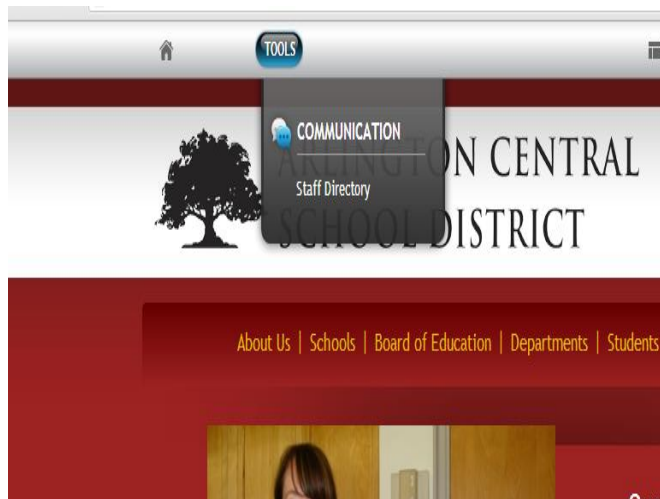 TOOLS
COMMUNICATION
Staff Directory
ARLINGTON CENTRAL
SCHOOL DISTRICT
About Us | Schools | Board of Education | Departments | Students